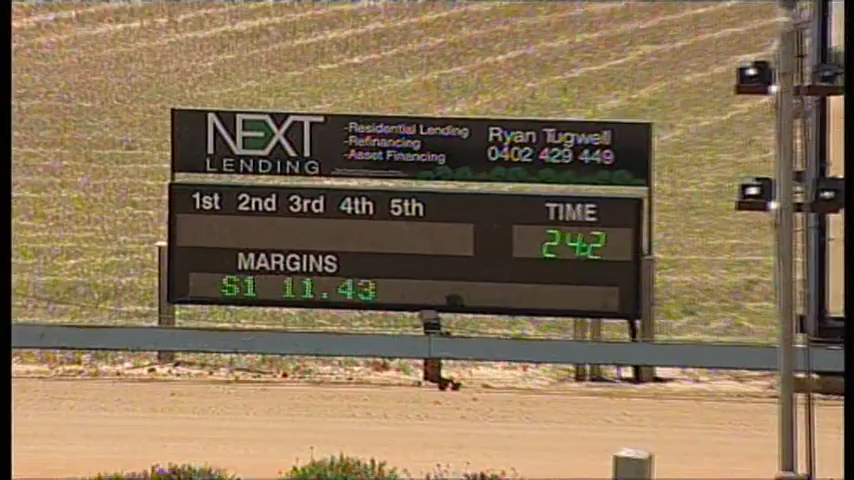 NEXT
LENDING
-Residential Lending
-Refinancing
-Asset Financing
Ryan Tugwell
0402 429 449
1st 2nd 3rd 4th 5th
TIME
24.2
MARGINS
S1 11.43